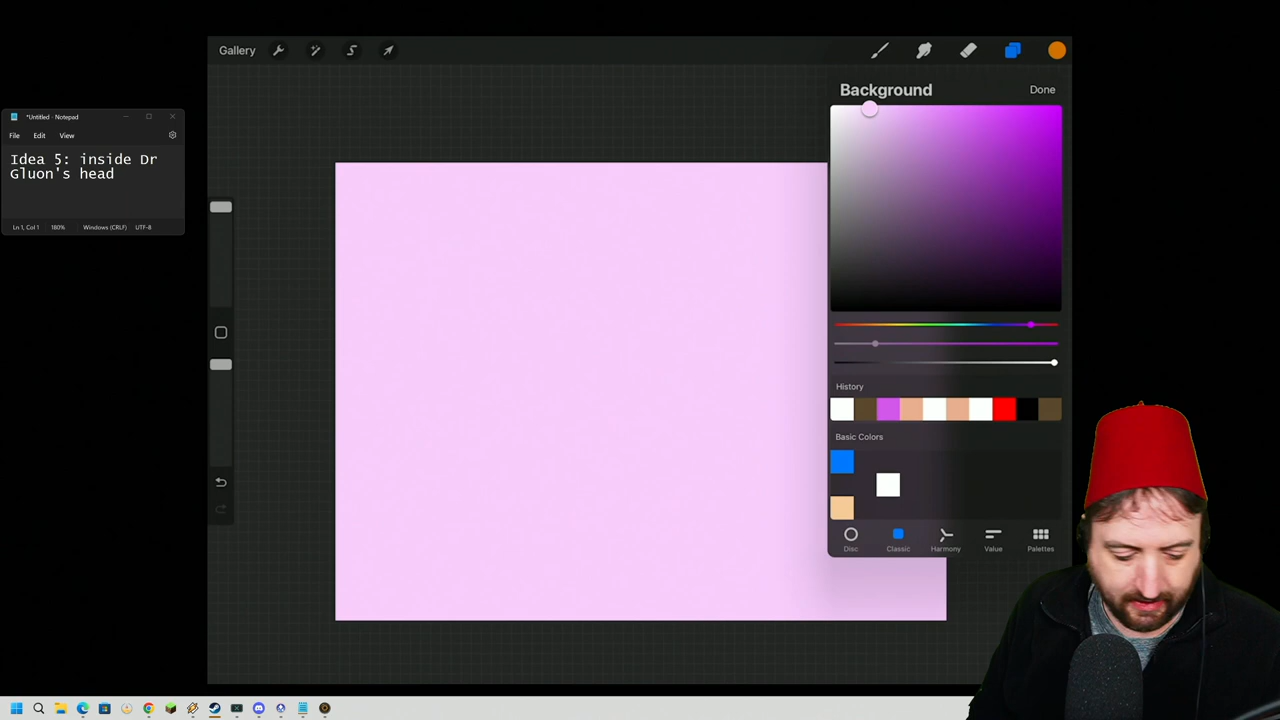 Gallery
Background
Done
*Untitled - Notepad
File
Edit
View
Idea 5: inside Dr
Gluon's head
Ln 1, Col 1
180%
Windows (CRLF)
UTF-8
History
Basic Colors
Disc
Classic
Harmony
Value
Palettes